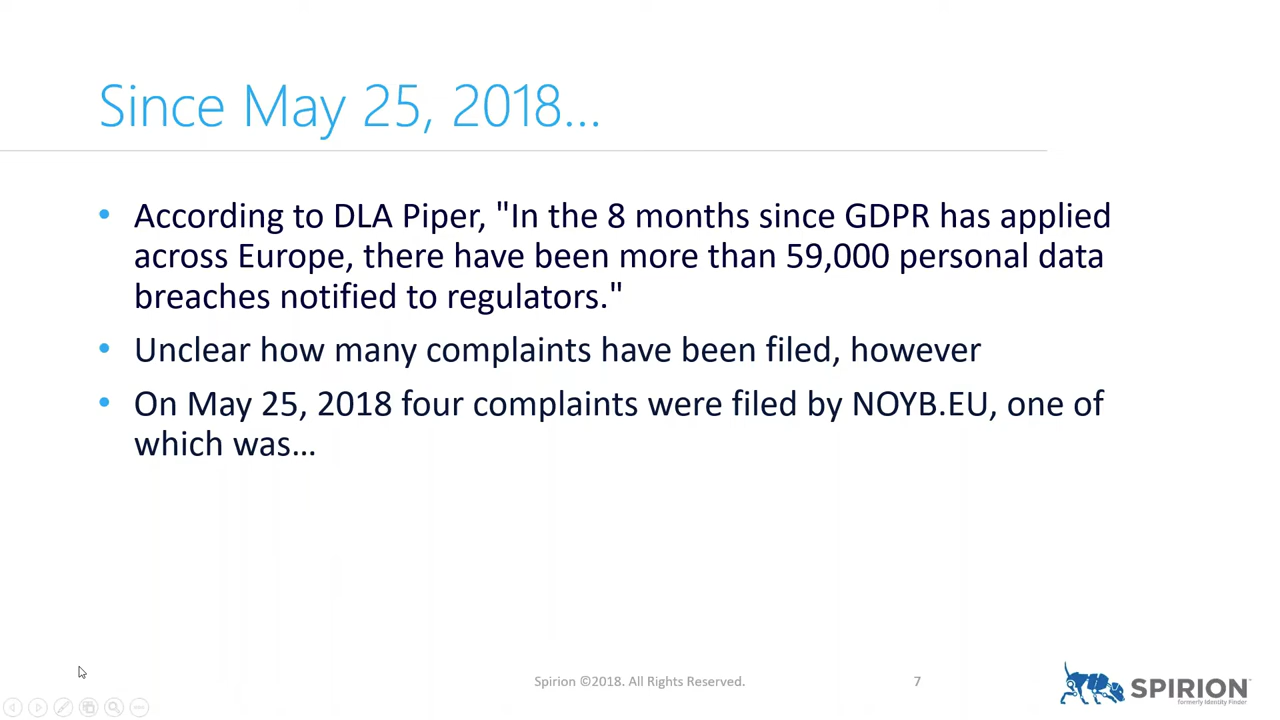 Since May 25, 2018...
• According to DLA Piper, "In the 8 months since GDPR has applied
across Europe, there have been more than 59,000 personal data
breaches notified to regulators."
• Unclear how many complaints have been filed, however
• On May 25, 2018 four complaints were filed by NOYB.EU, one of
which was...
Spirion ©2018. All Rights Reserved.
7
SPIRION
formerly Identity Finder